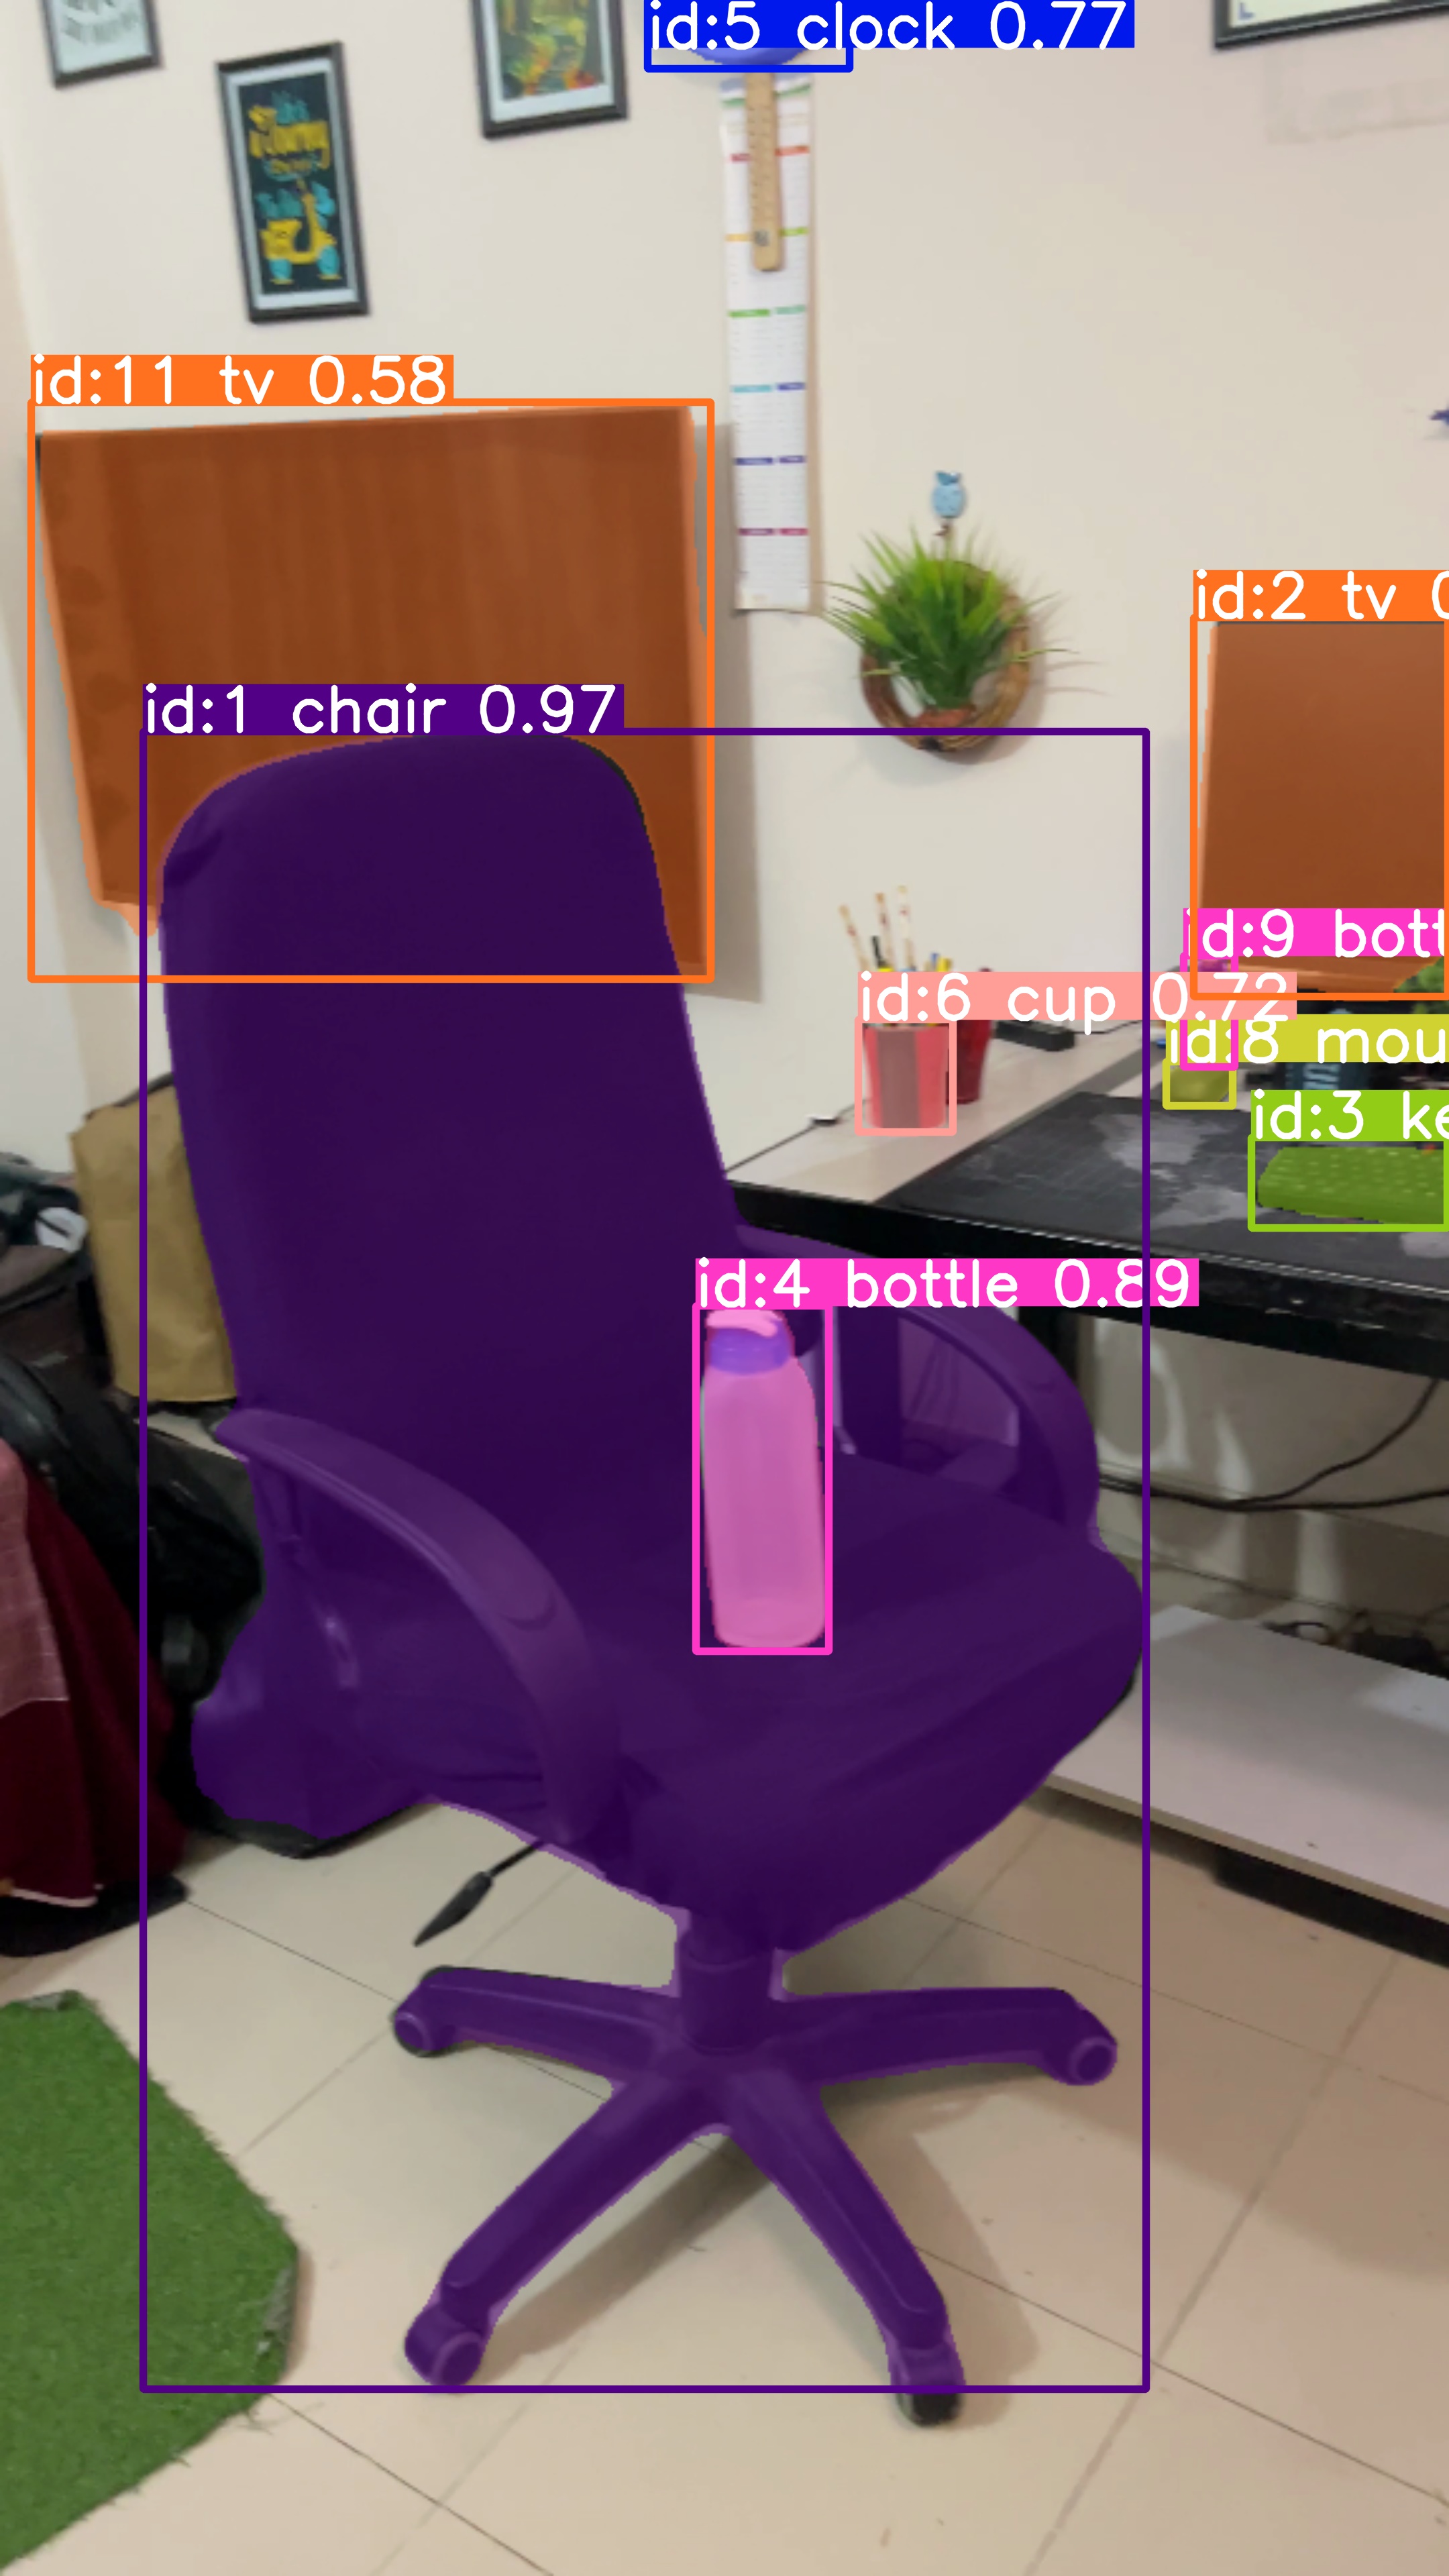 id:5 clock 0.77
id:11 tv 0.58
id:2 tv 0
id:1 chair 0.97
id:9 bott
id:6 cup 0.72
id:8 mou
id:3 ke
id:4 bottle 0.89